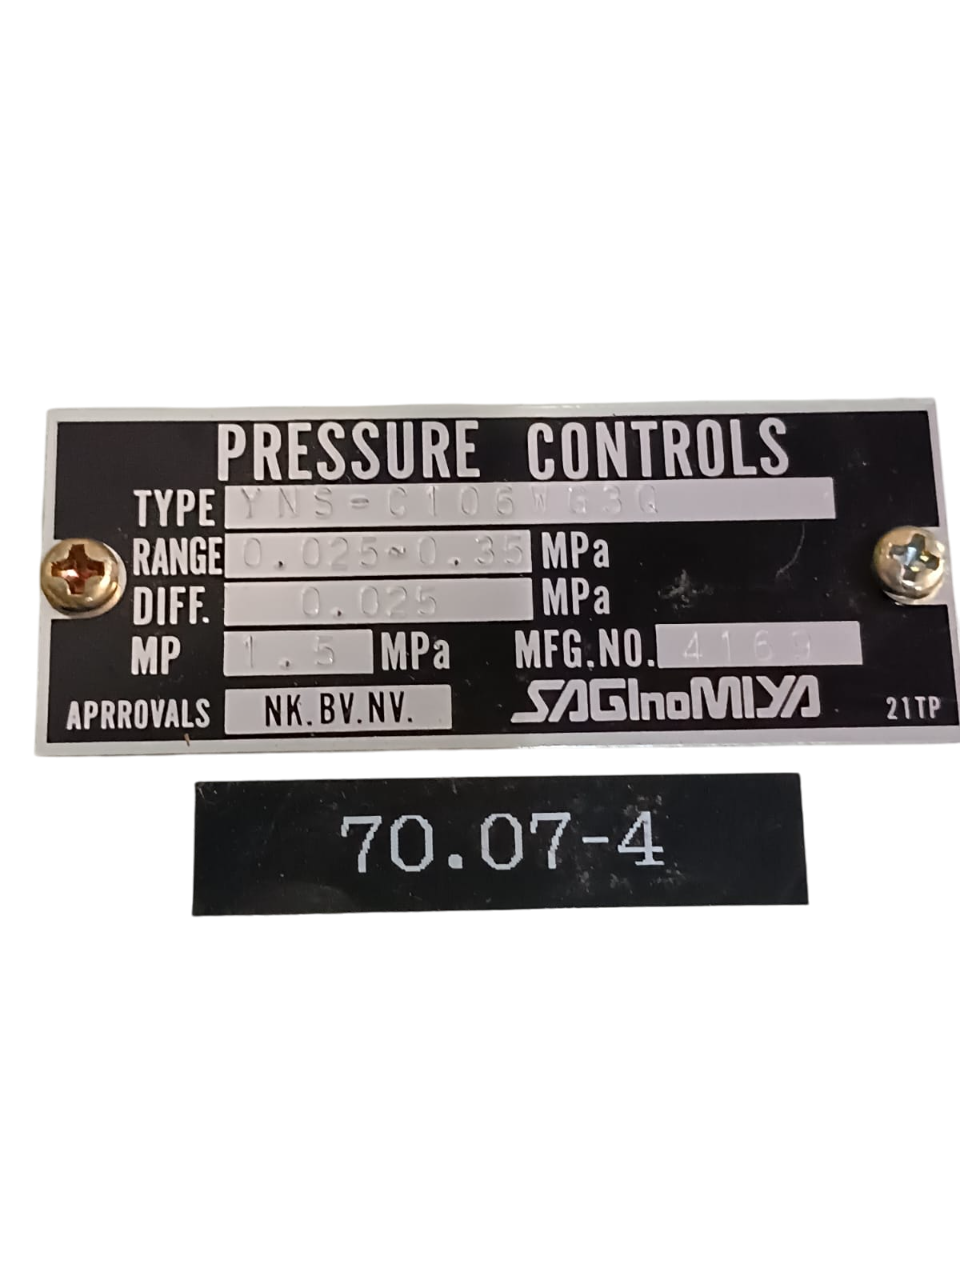 PRESSURE CONTROLS
TYPE YNS-C106WG3Q
RANGE 0.025~0.35 MPa
DIFF. 0.025 MPa
MP 1.5 MPa MFG.NO. 4169
APRROVALS NK.BV.NV. SAGInoMIYA 21TP
70.07-4